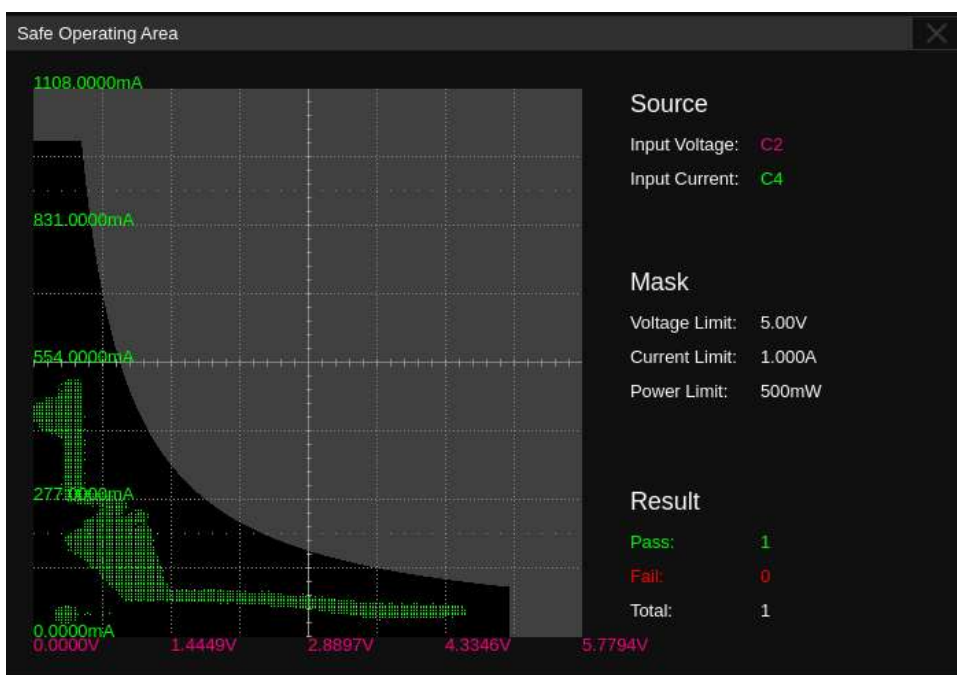 Safe Operating Area
1108.0000mA
831.0000mA
554.0000mA
277.0000mA
0.0000mA
0.0000V 1.4449V 2.8897V 4.3346V 5.7794V
Source
Input Voltage: C2
Input Current: C4
Mask
Voltage Limit: 5.00V
Current Limit: 1.000A
Power Limit: 500mW
Result
Pass: 1
Fail: 0
Total: 1